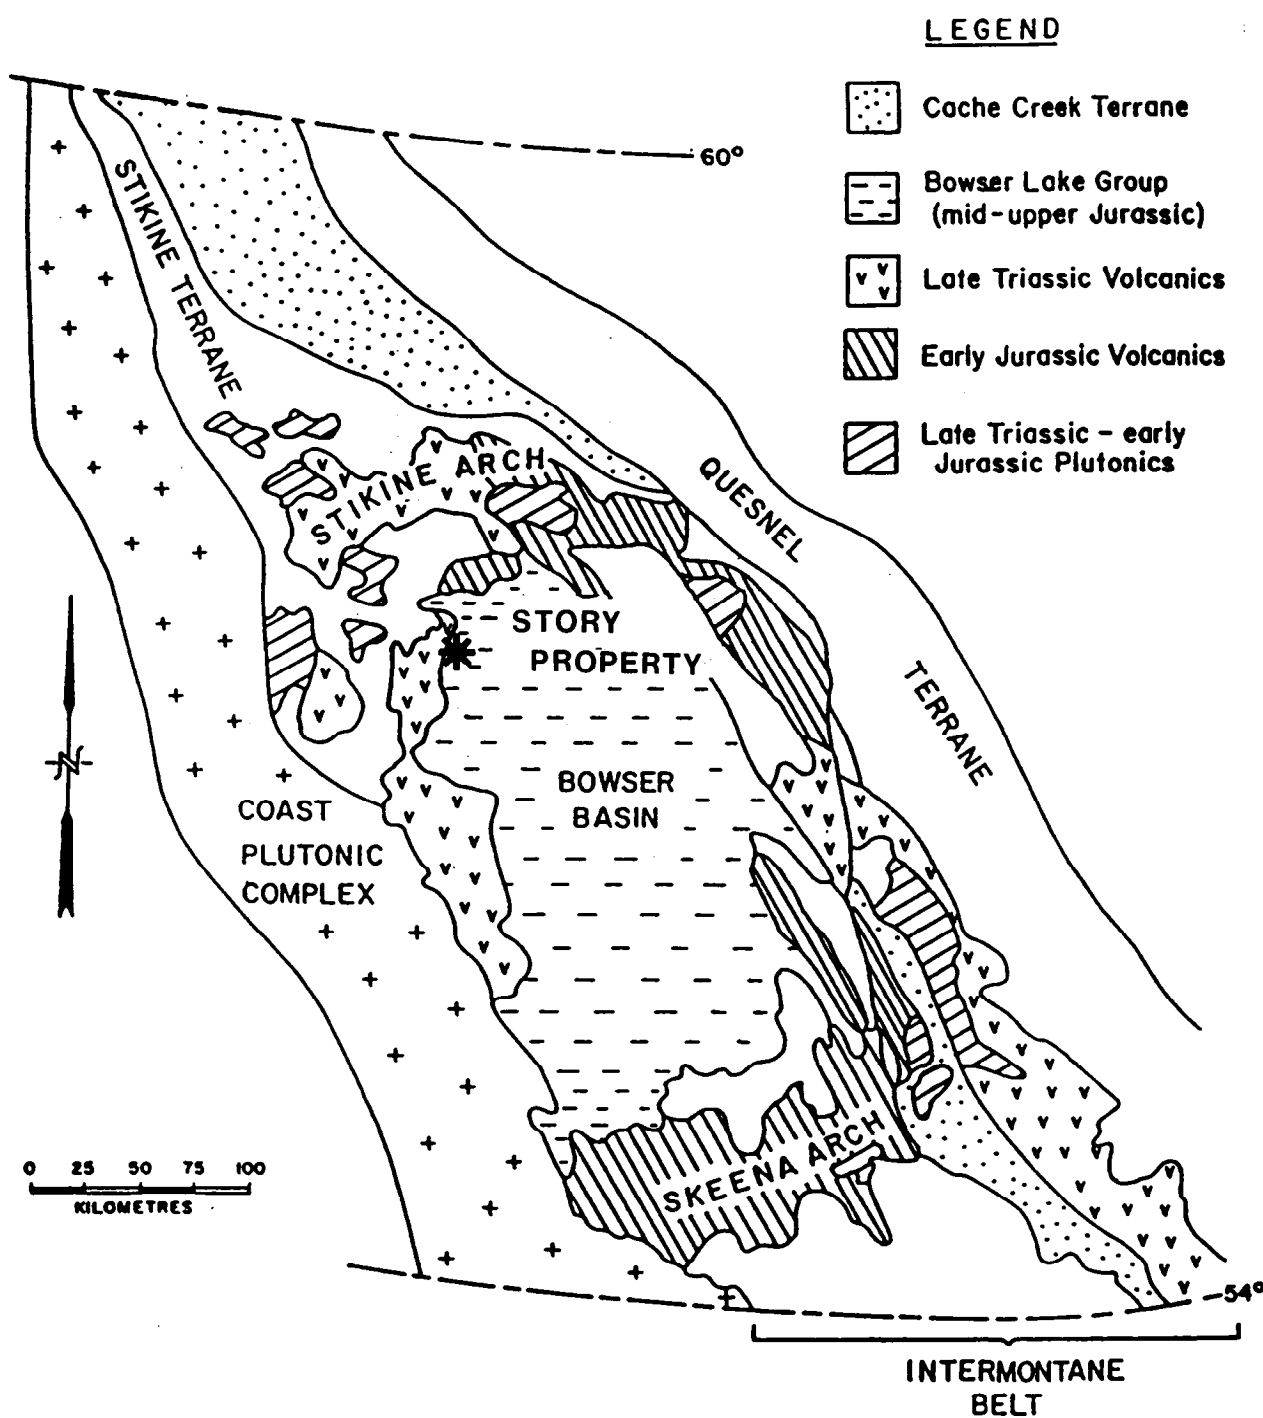 LEGEND
Cache Creek Terrane
Bowser Lake Group
(mid-upper Jurassic)
Late Triassic Volcanics
Early Jurassic Volcanics
Late Triassic - early
Jurassic Plutonics
60°
STIKINE TERRANE
STIKINE ARCH
QUESNEL
TERRANE
STORY
PROPERTY
BOWSER
BASIN
N
COAST
PLUTONIC
COMPLEX
SKEENA ARCH
0 25 50 75 100
KILOMETRES
54°
INTERMONTANE
BELT